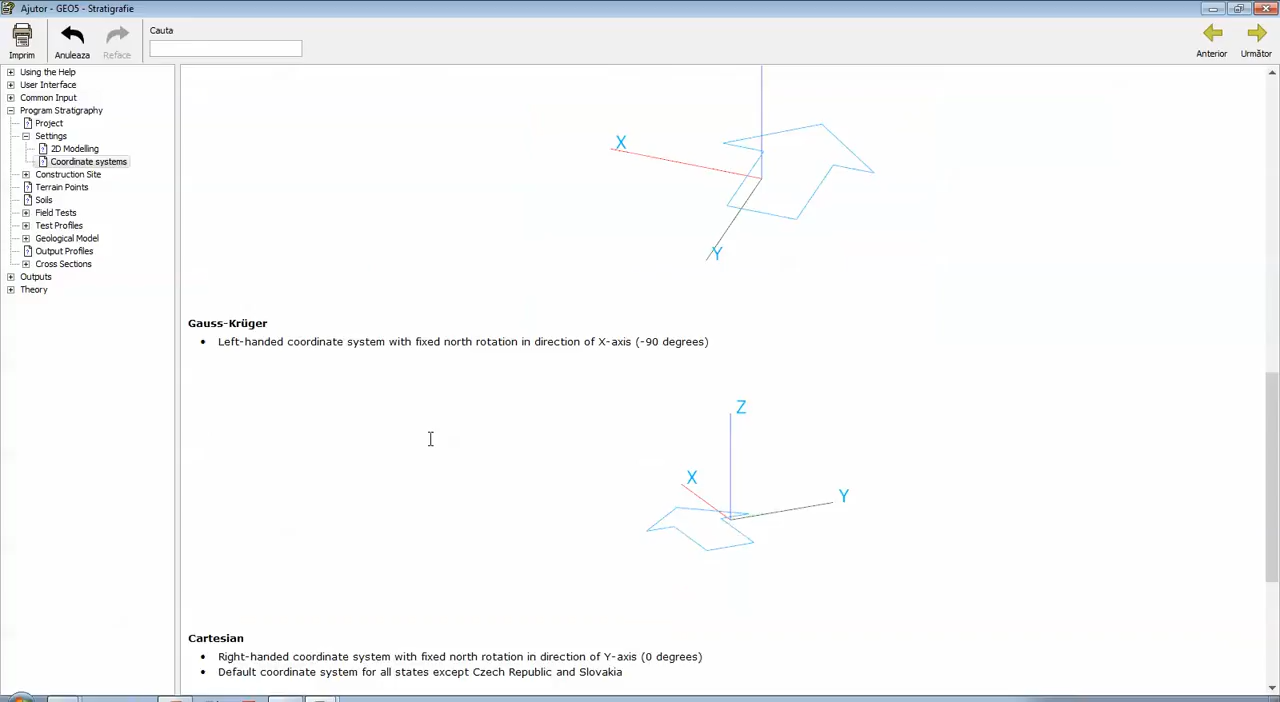 Ajutor - GEO5 - Stratigrafie
Imprim
Anuleaza
Reface
Cauta
Anterior
Următor
Using the Help
User Interface
Common Input
Program Stratigraphy
Project
Settings
2D Modelling
Coordinate systems
Construction Site
Terrain Points
Soils
Field Tests
Test Profiles
Geological Model
Output Profiles
Cross Sections
Outputs
Theory
X
Y
Gauss-Krüger
• Left-handed coordinate system with fixed north rotation in direction of X-axis (-90 degrees)
Z
X
Y
Cartesian
• Right-handed coordinate system with fixed north rotation in direction of Y-axis (0 degrees)
• Default coordinate system for all states except Czech Republic and Slovakia